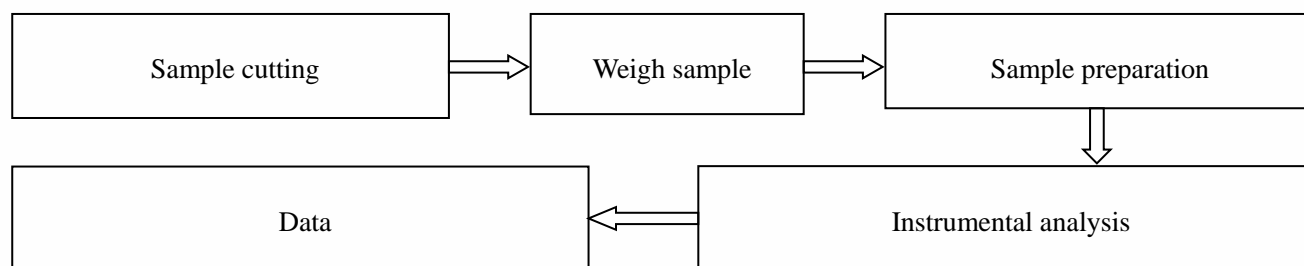 Sample cutting
Weigh sample
Sample preparation
Instrumental analysis
Data